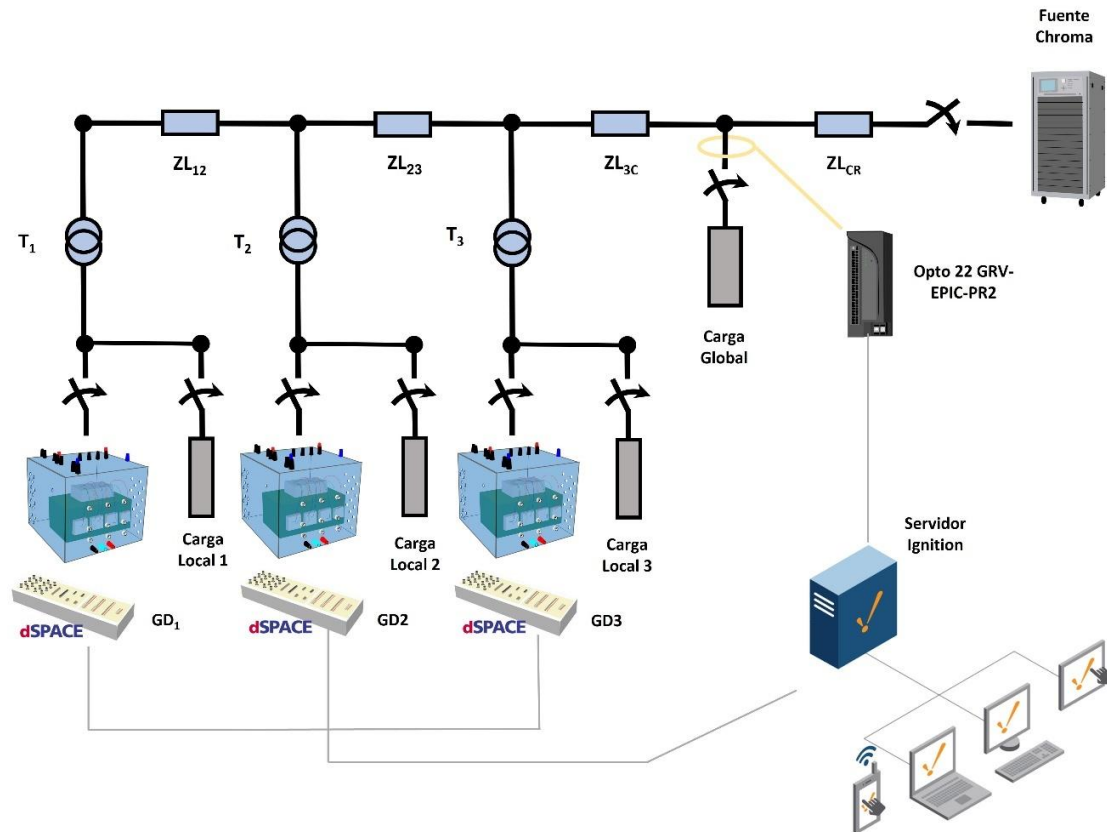 Fuente
Chroma
ZL12
ZL23
ZL3C
ZLCR
T1
T2
T3
Opto 22 GRV-
EPIC-PR2
Carga
Global
Carga
Local 1
Carga
Local 2
Carga
Local 3
Servidor
Ignition
dSPACE
GD1
dSPACE
GD2
dSPACE
GD3